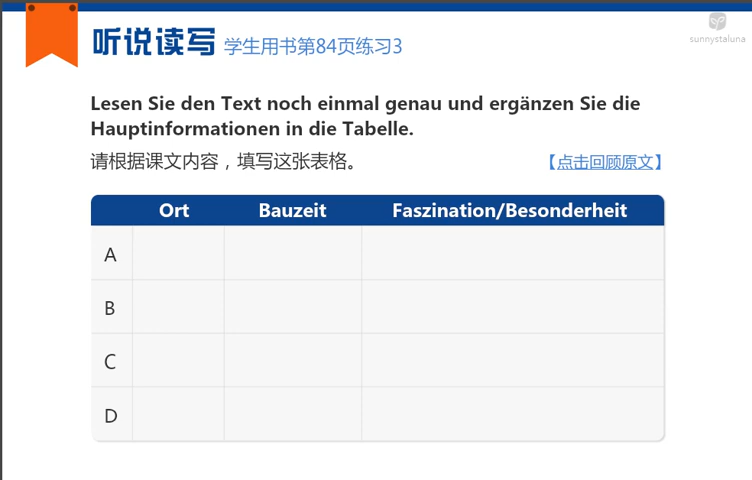 听说读写 学生用书第84页练习3
sunnystaluna
Lesen Sie den Text noch einmal genau und ergänzen Sie die
Hauptinformationen in die Tabelle.
请根据课文内容，填写这张表格。 【点击回顾原文】
Ort Bauzeit Faszination/Besonderheit
A
B
C
D